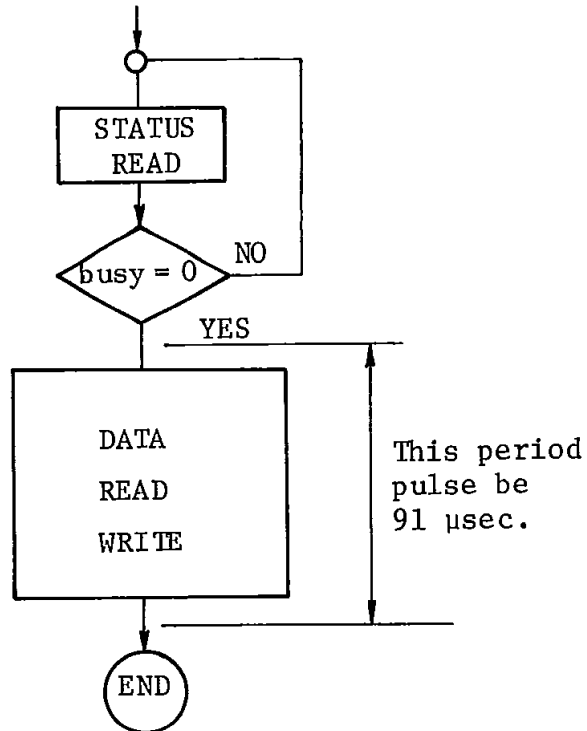 STATUS
READ
busy = 0
NO
YES
DATA
READ
WRITE
This period
pulse be
91 μsec.
END